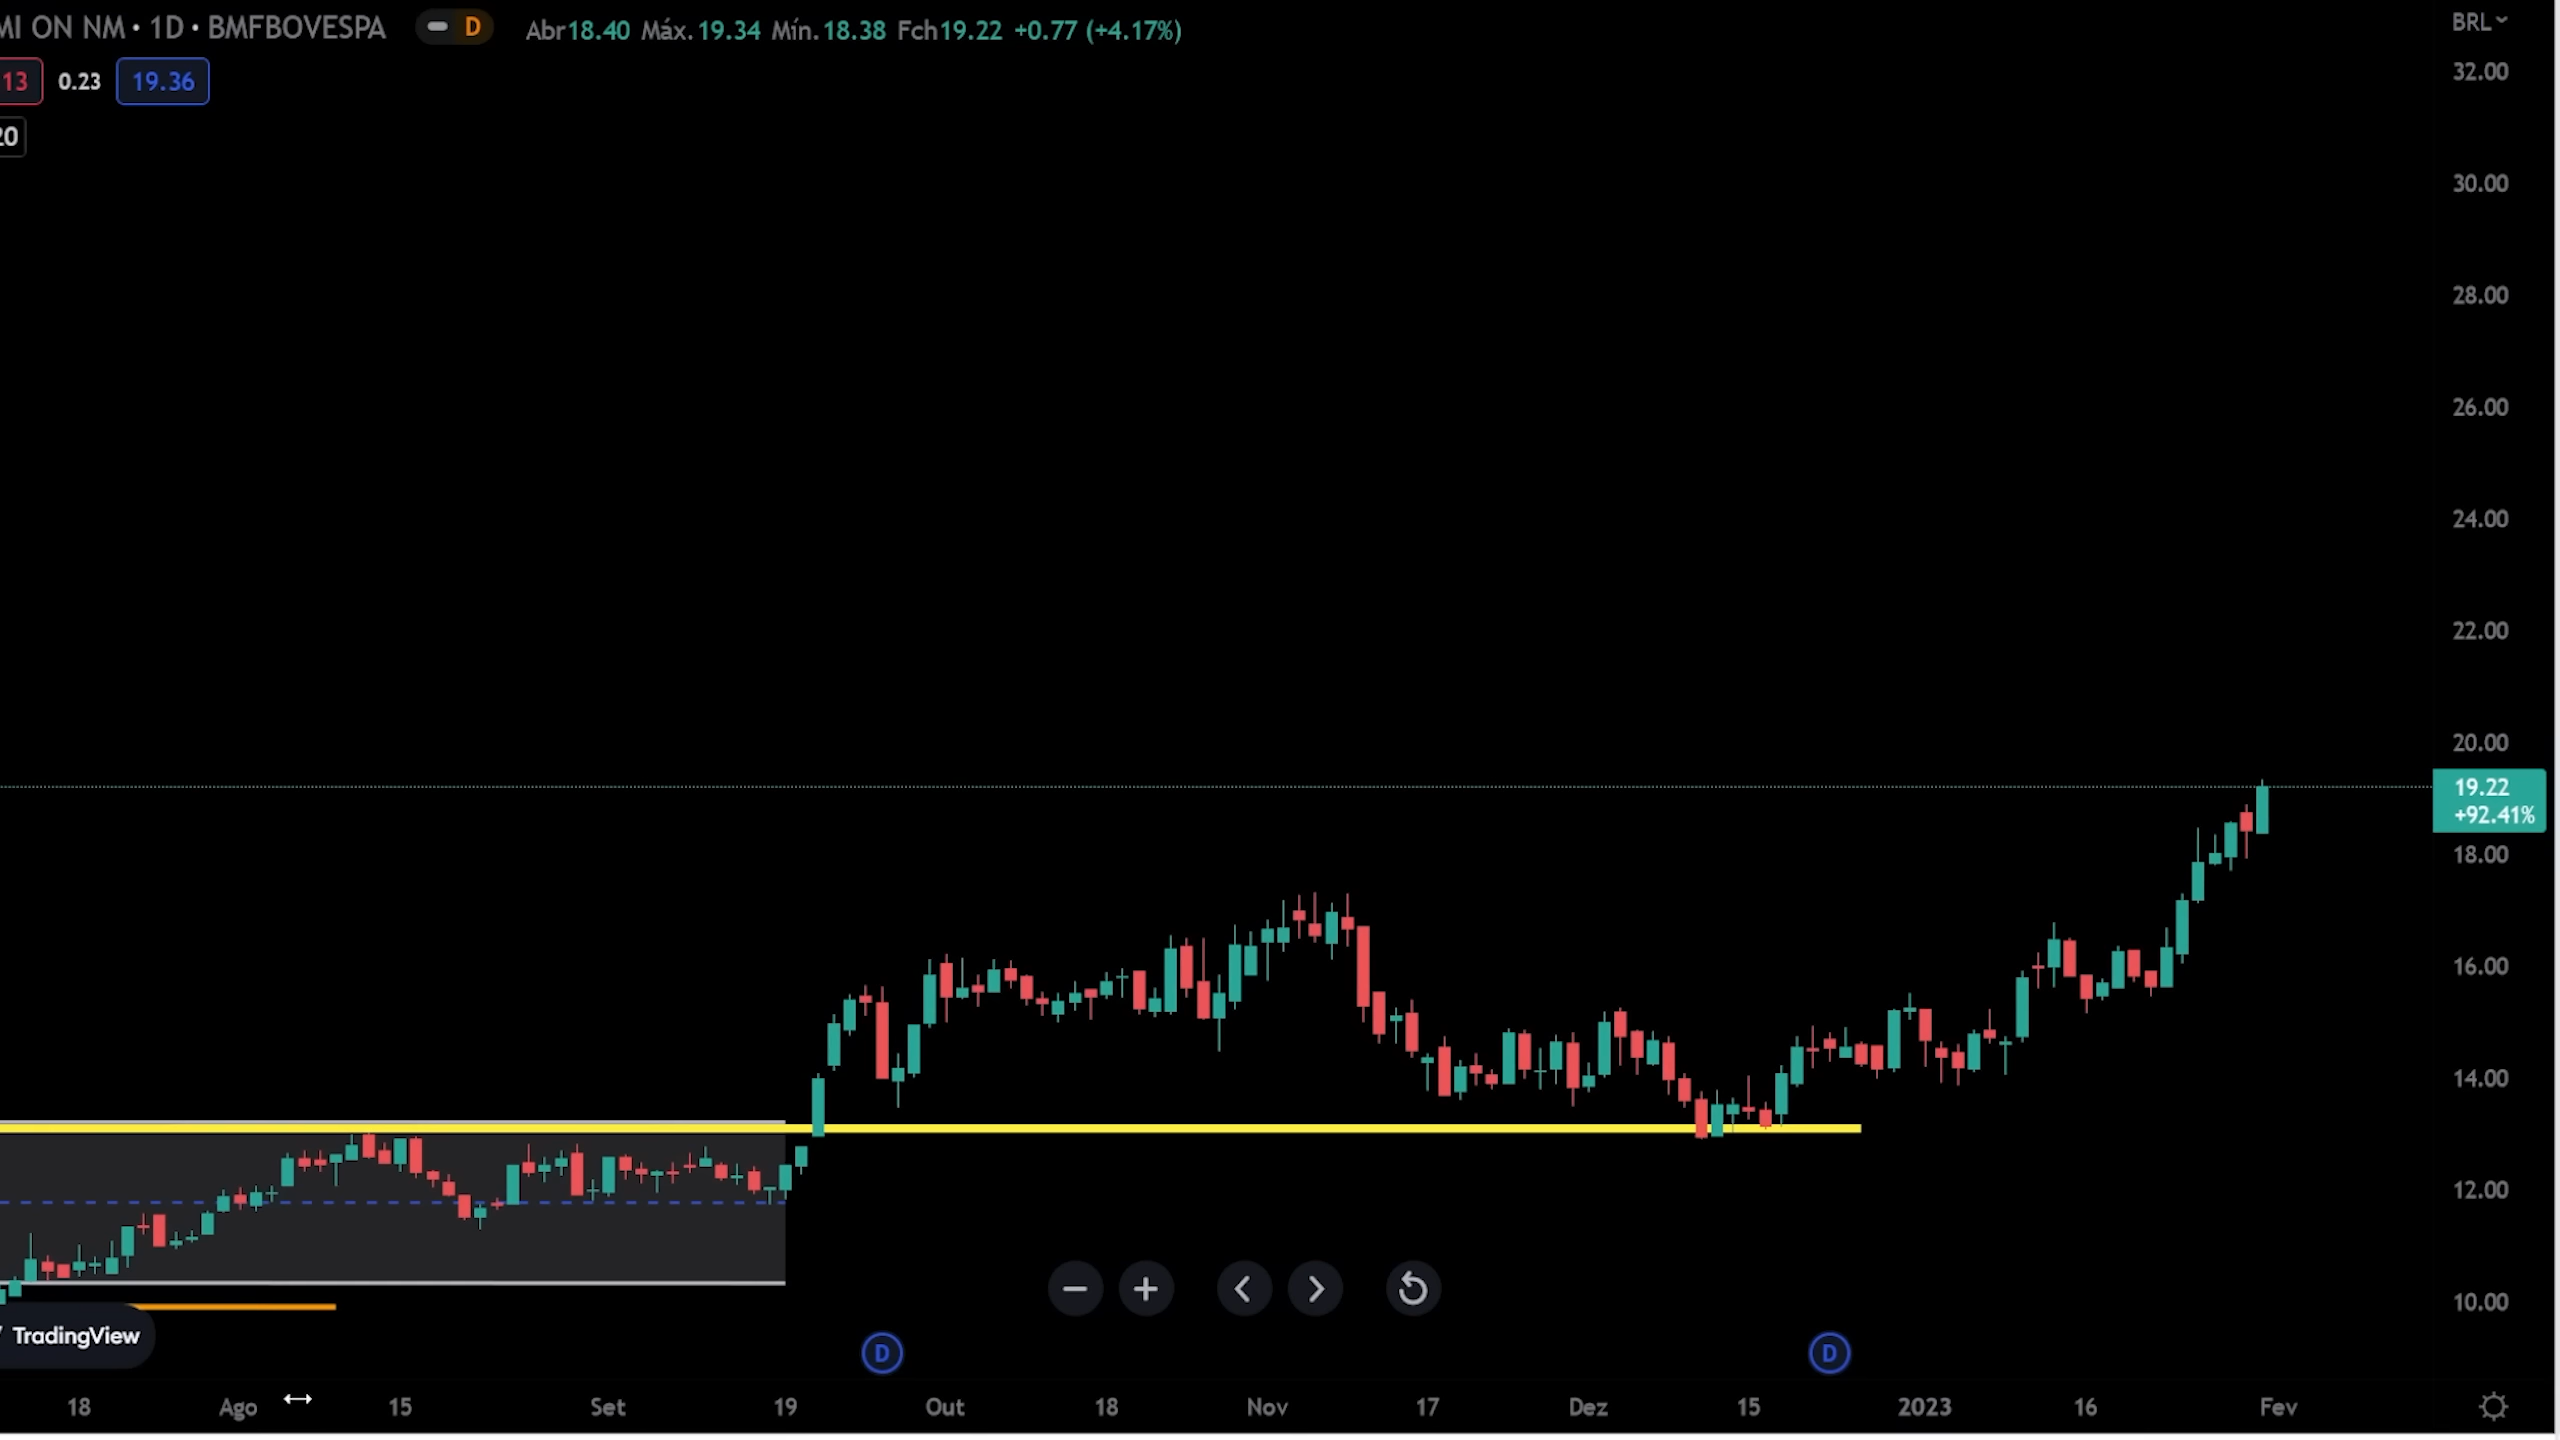 MI ON NM • 1D • BMFBOVESPA D Abr18.40 Máx.19.34 Mín.18.38 Fch19.22 +0.77 (+4.17%)
BRL
13 0.23 19.36
20
32.00
30.00
28.00
26.00
24.00
22.00
20.00
19.22
+92.41%
18.00
16.00
14.00
12.00
10.00
TradingView
D D
18 Ago 15 Set 19 Out 18 Nov 17 Dez 15 2023 16 Fev